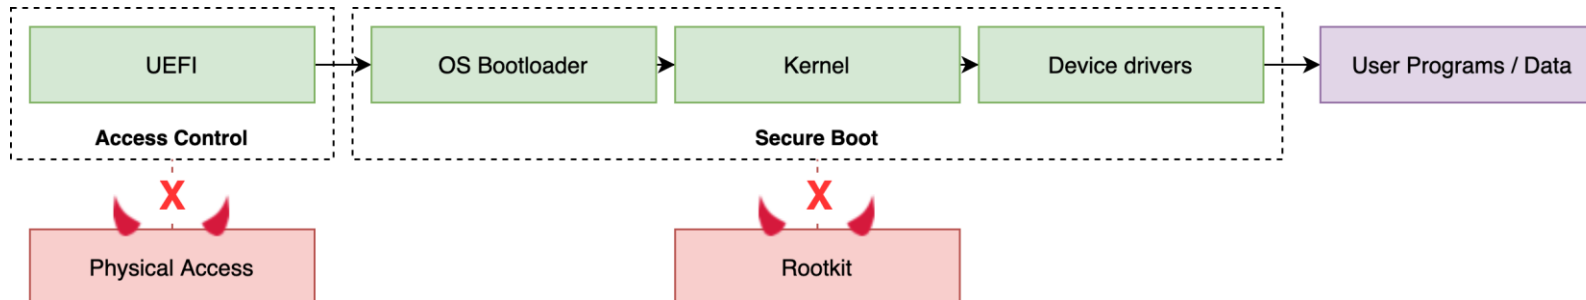 UEFI
OS Bootloader
Kernel
Device drivers
User Programs / Data
Access Control
Secure Boot
X
X
Physical Access
Rootkit